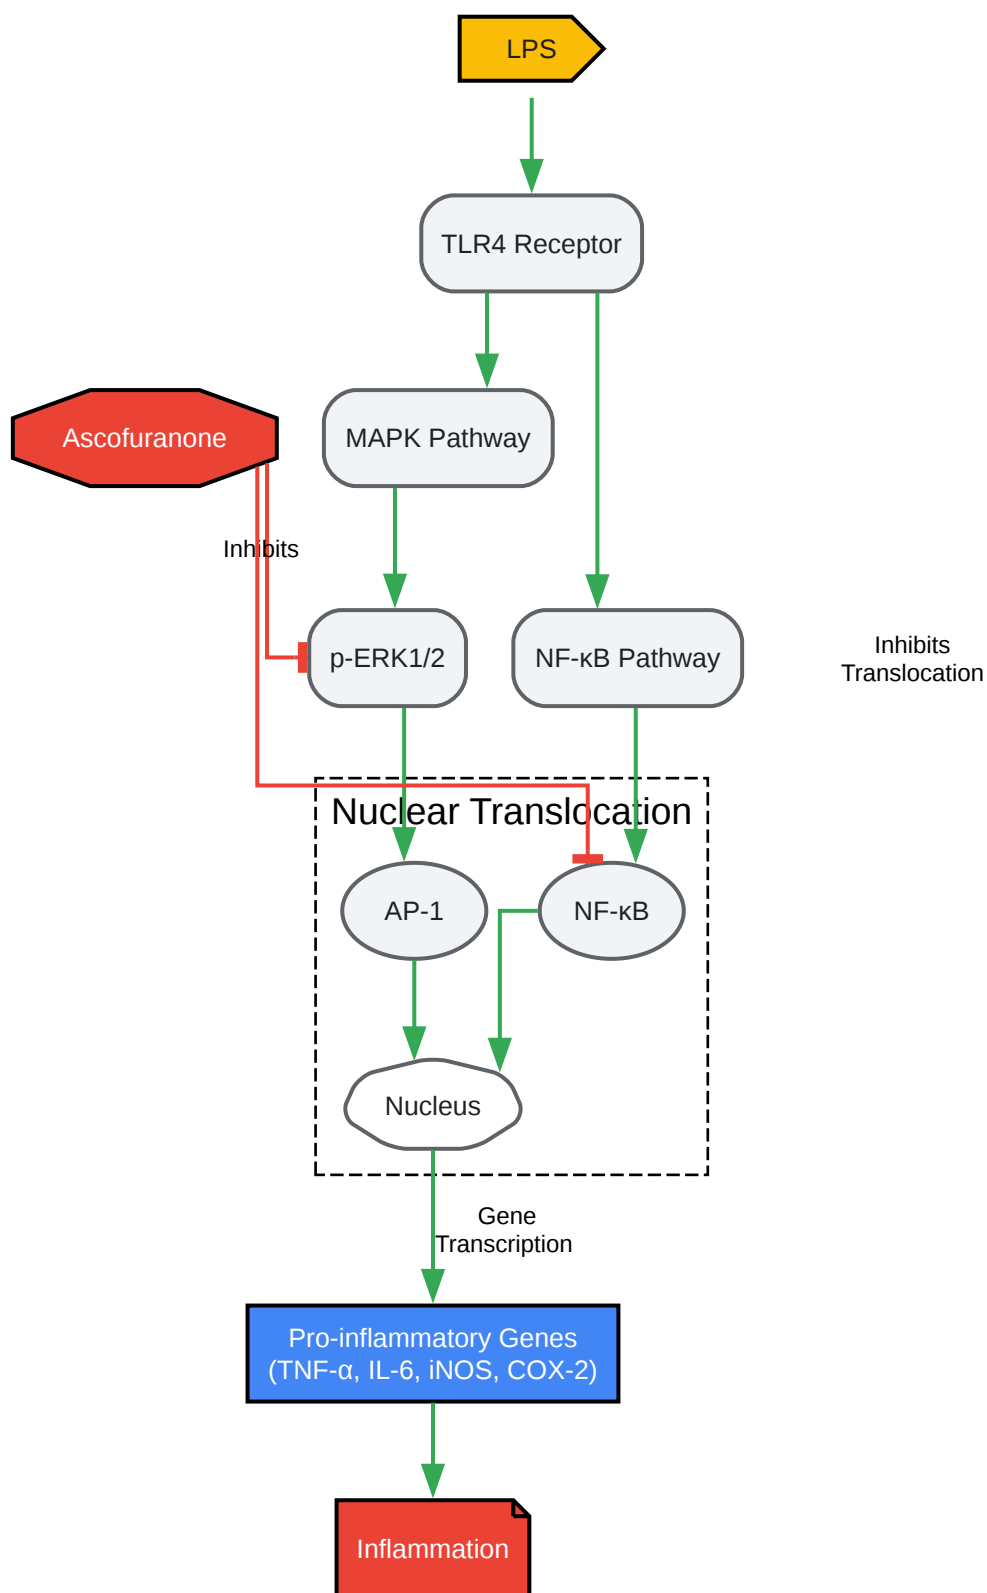 LPS
TLR4 Receptor
Ascofuranone
MAPK Pathway
Inhibits
p-ERK1/2
NF-κB Pathway
Inhibits
Translocation
Nuclear Translocation
AP-1
NF-κB
Nucleus
Gene
Transcription
Pro-inflammatory Genes
(TNF-α, IL-6, iNOS, COX-2)
Inflammation